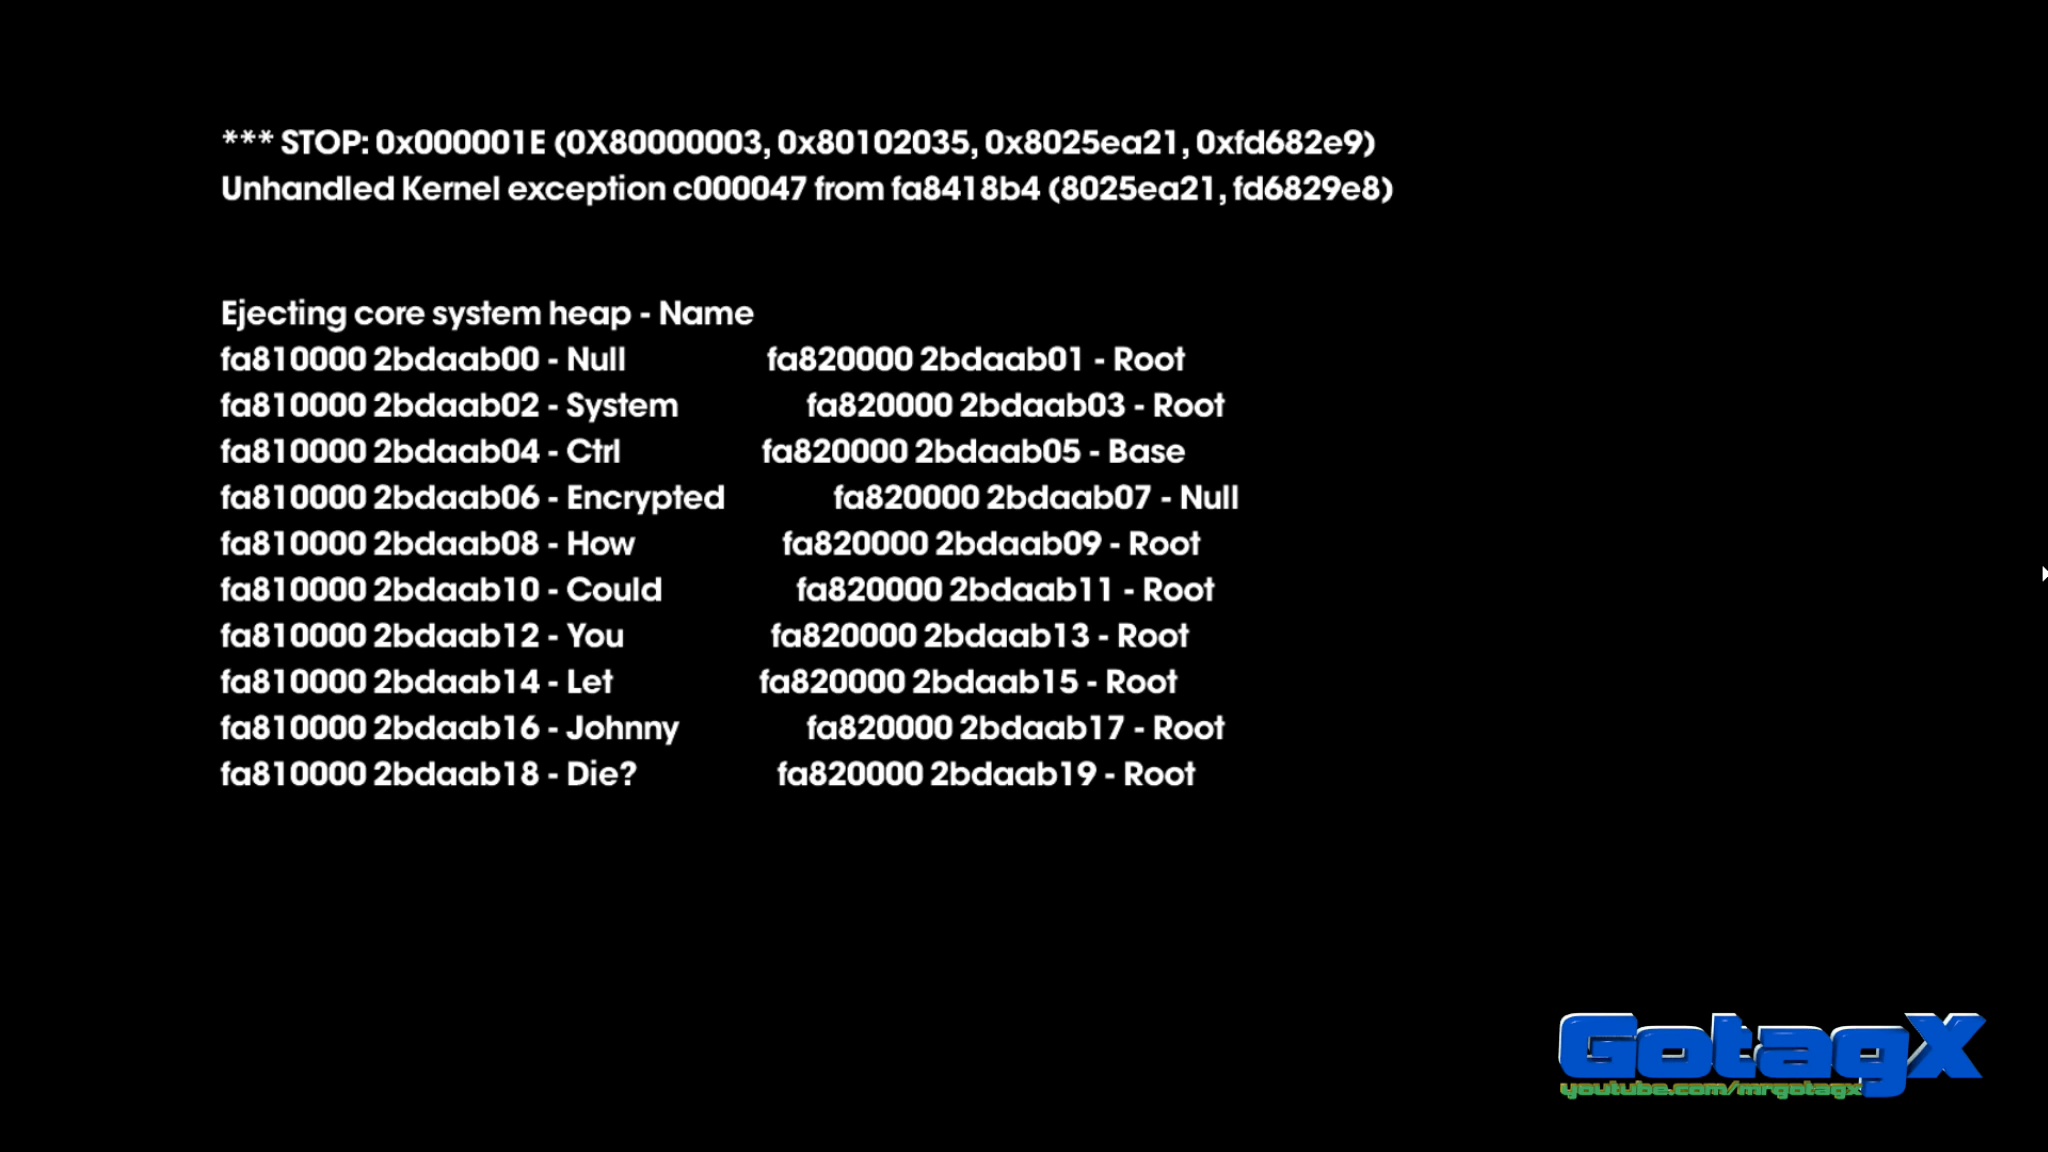 *** STOP: 0x000001E (0X80000003, 0x80102035, 0x8025ea21, 0xfd682e9)
Unhandled Kernel exception c000047 from fa8418b4 (8025ea21, fd6829e8)
Ejecting core system heap - Name
fa810000 2bdaab00 - Null fa820000 2bdaab01 - Root
fa810000 2bdaab02 - System fa820000 2bdaab03 - Root
fa810000 2bdaab04 - Ctrl fa820000 2bdaab05 - Base
fa810000 2bdaab06 - Encrypted fa820000 2bdaab07 - Null
fa810000 2bdaab08 - How fa820000 2bdaab09 - Root
fa810000 2bdaab10 - Could fa820000 2bdaab11 - Root
fa810000 2bdaab12 - You fa820000 2bdaab13 - Root
fa810000 2bdaab14 - Let fa820000 2bdaab15 - Root
fa810000 2bdaab16 - Johnny fa820000 2bdaab17 - Root
fa810000 2bdaab18 - Die? fa820000 2bdaab19 - Root
GotagX
youtube.com/mrgotagx